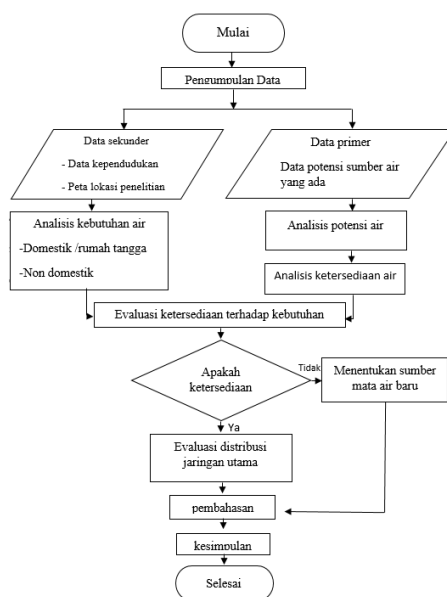 Mulai
Pengumpulan Data
Data sekunder
- Data kependudukan
- Peta lokasi penelitian
Data primer
Data potensi sumber air
yang ada
Analisis kebutuhan air
-Domestik /rumah tangga
-Non domestik
Analisis potensi air
Analisis ketersediaan air
Evaluasi ketersediaan terhadap kebutuhan
Apakah
ketersediaan
Tidak
Menentukan sumber
mata air baru
Ya
Evaluasi distribusi
jaringan utama
pembahasan
kesimpulan
Selesai